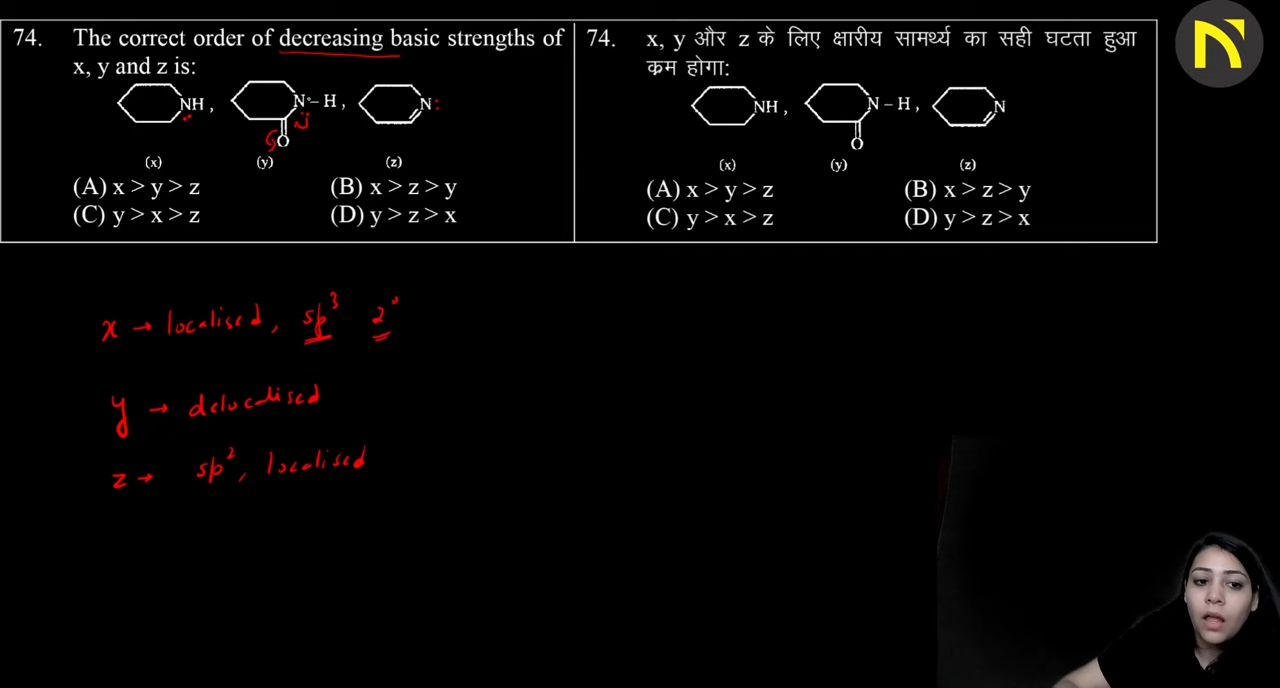 74. The correct order of decreasing basic strengths of
x, y and z is:
NH, N–H, N:
O
(x) (y) (z)
(A) x > y > z (B) x > z > y
(C) y > x > z (D) y > z > x
74. x, y और z के लिए क्षारीय सामर्थ्य का सही घटता हुआ
क्रम होगा:
NH, N–H, N
O
(x) (y) (z)
(A) x > y > z (B) x > z > y
(C) y > x > z (D) y > z > x
x → localised, sp³ 2°
y → delocalised
z → sp², localised